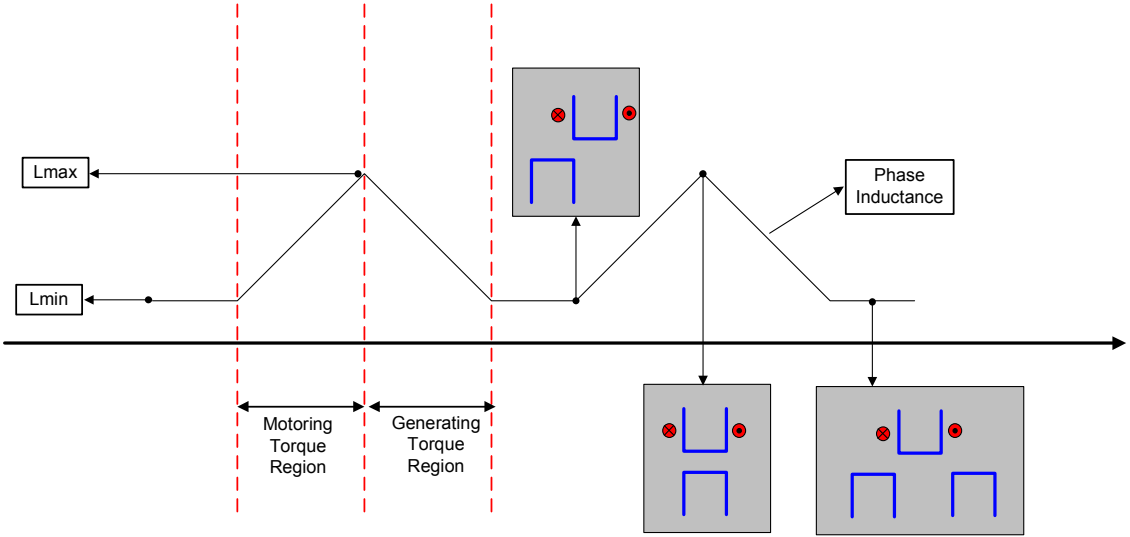 Lmax
Phase
Inductance
Lmin
Motoring
Torque
Region
Generating
Torque
Region